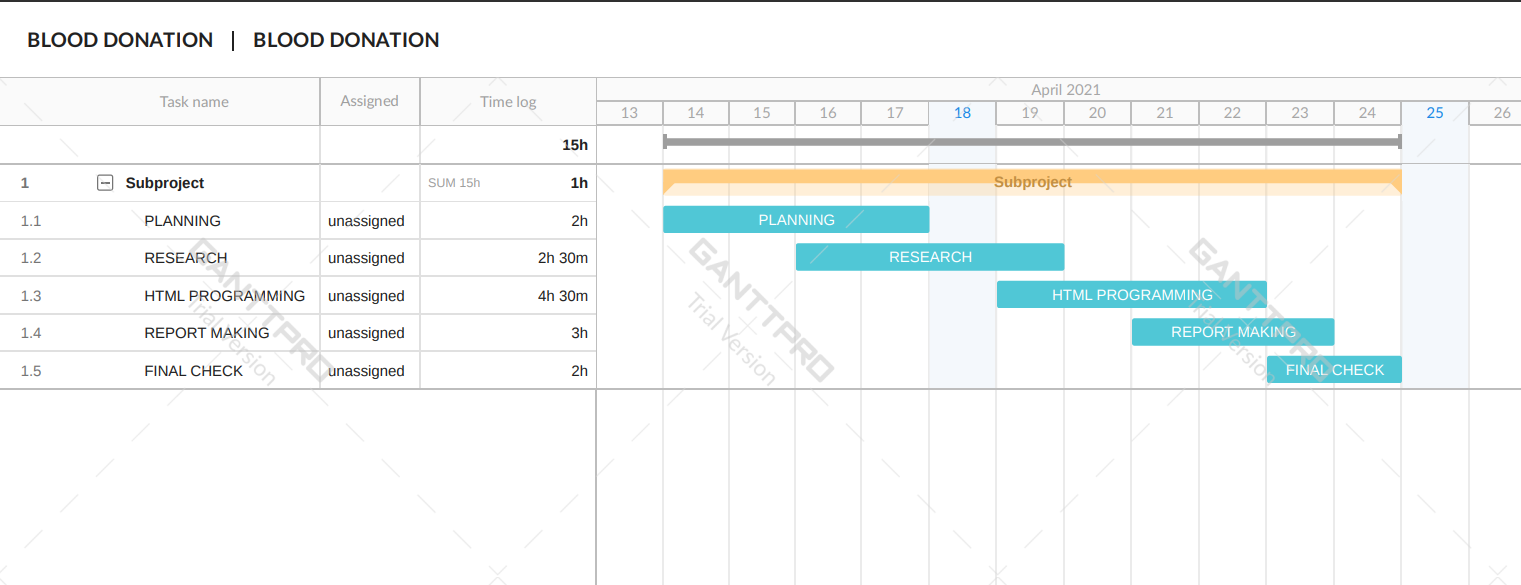 BLOOD DONATION | BLOOD DONATION
Task name Assigned Time log April 2021
13 14 15 16 17 18 19 20 21 22 23 24 25 26
15h
1 Subproject SUM 15h 1h Subproject
1.1 PLANNING unassigned 2h PLANNING
1.2 RESEARCH unassigned 2h 30m RESEARCH
1.3 HTML PROGRAMMING unassigned 4h 30m HTML PROGRAMMING
1.4 REPORT MAKING unassigned 3h REPORT MAKING
1.5 FINAL CHECK unassigned 2h FINAL CHECK
GANTTPRO
Trial Version
GANTTPRO
Trial Version
GANTTPRO
Trial Version